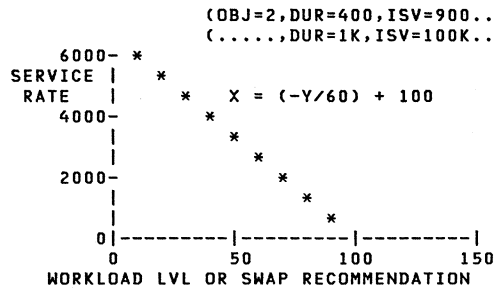 (OBJ=2,DUR=400,ISV=900..
(.....,DUR=1K,ISV=100K..
6000
SERVICE
RATE
X = (-Y/60) + 100
4000
2000
0
0 50 100 150
WORKLOAD LVL OR SWAP RECOMMENDATION